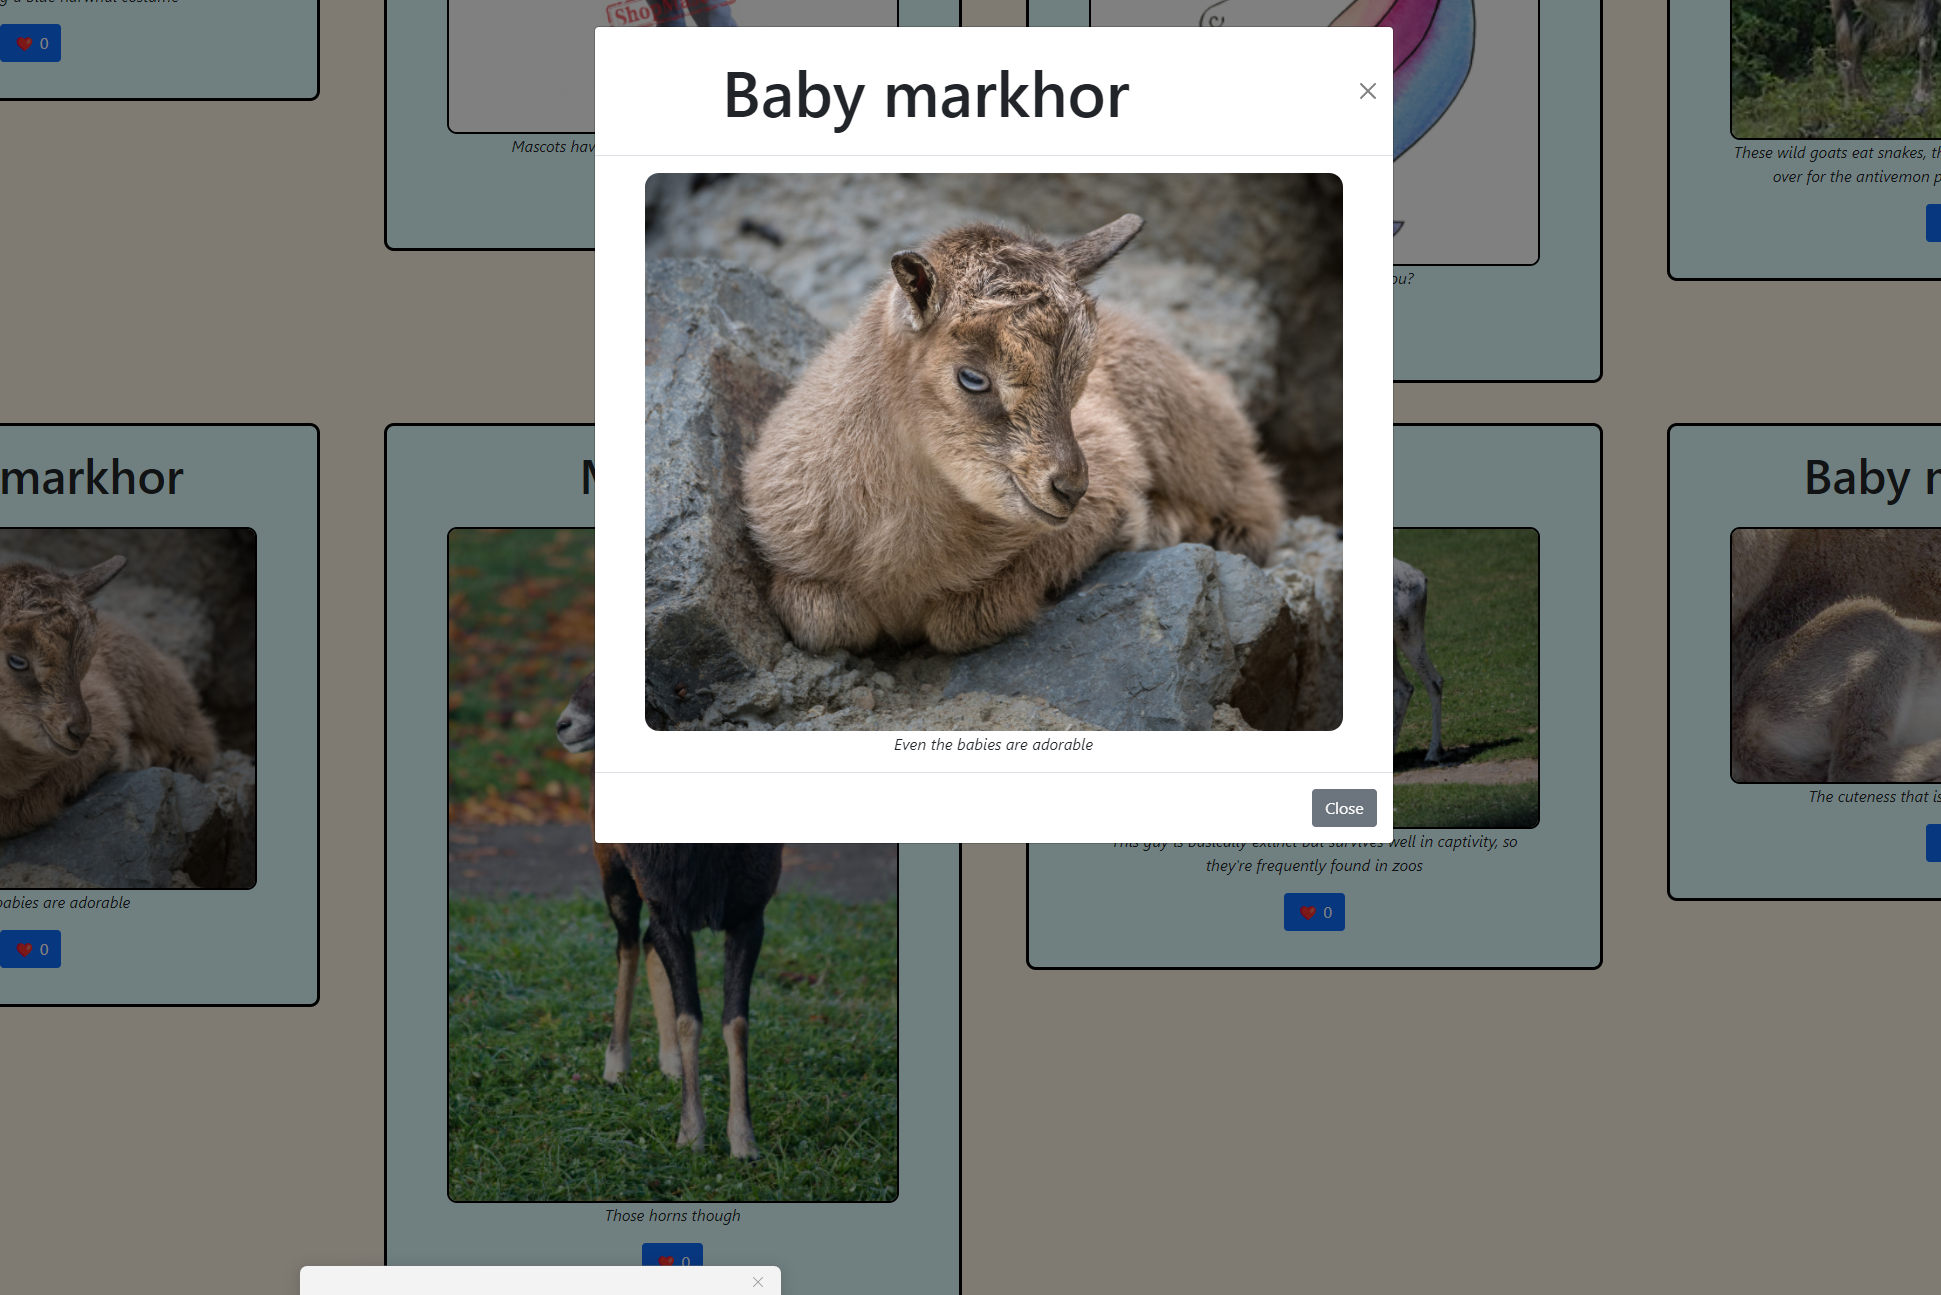 g a blue narwhal costume
❤ 0
ShopMa
Mascots hav
Baby markhor
ou?
These wild goats eat snakes, th
over for the antivemon p
markhor
abies are adorable
❤ 0
M
Those horns though
❤ 0
Even the babies are adorable
Close
This guy is basically extinct but survives well in captivity, so
they're frequently found in zoos
❤ 0
Baby m
The cuteness that is